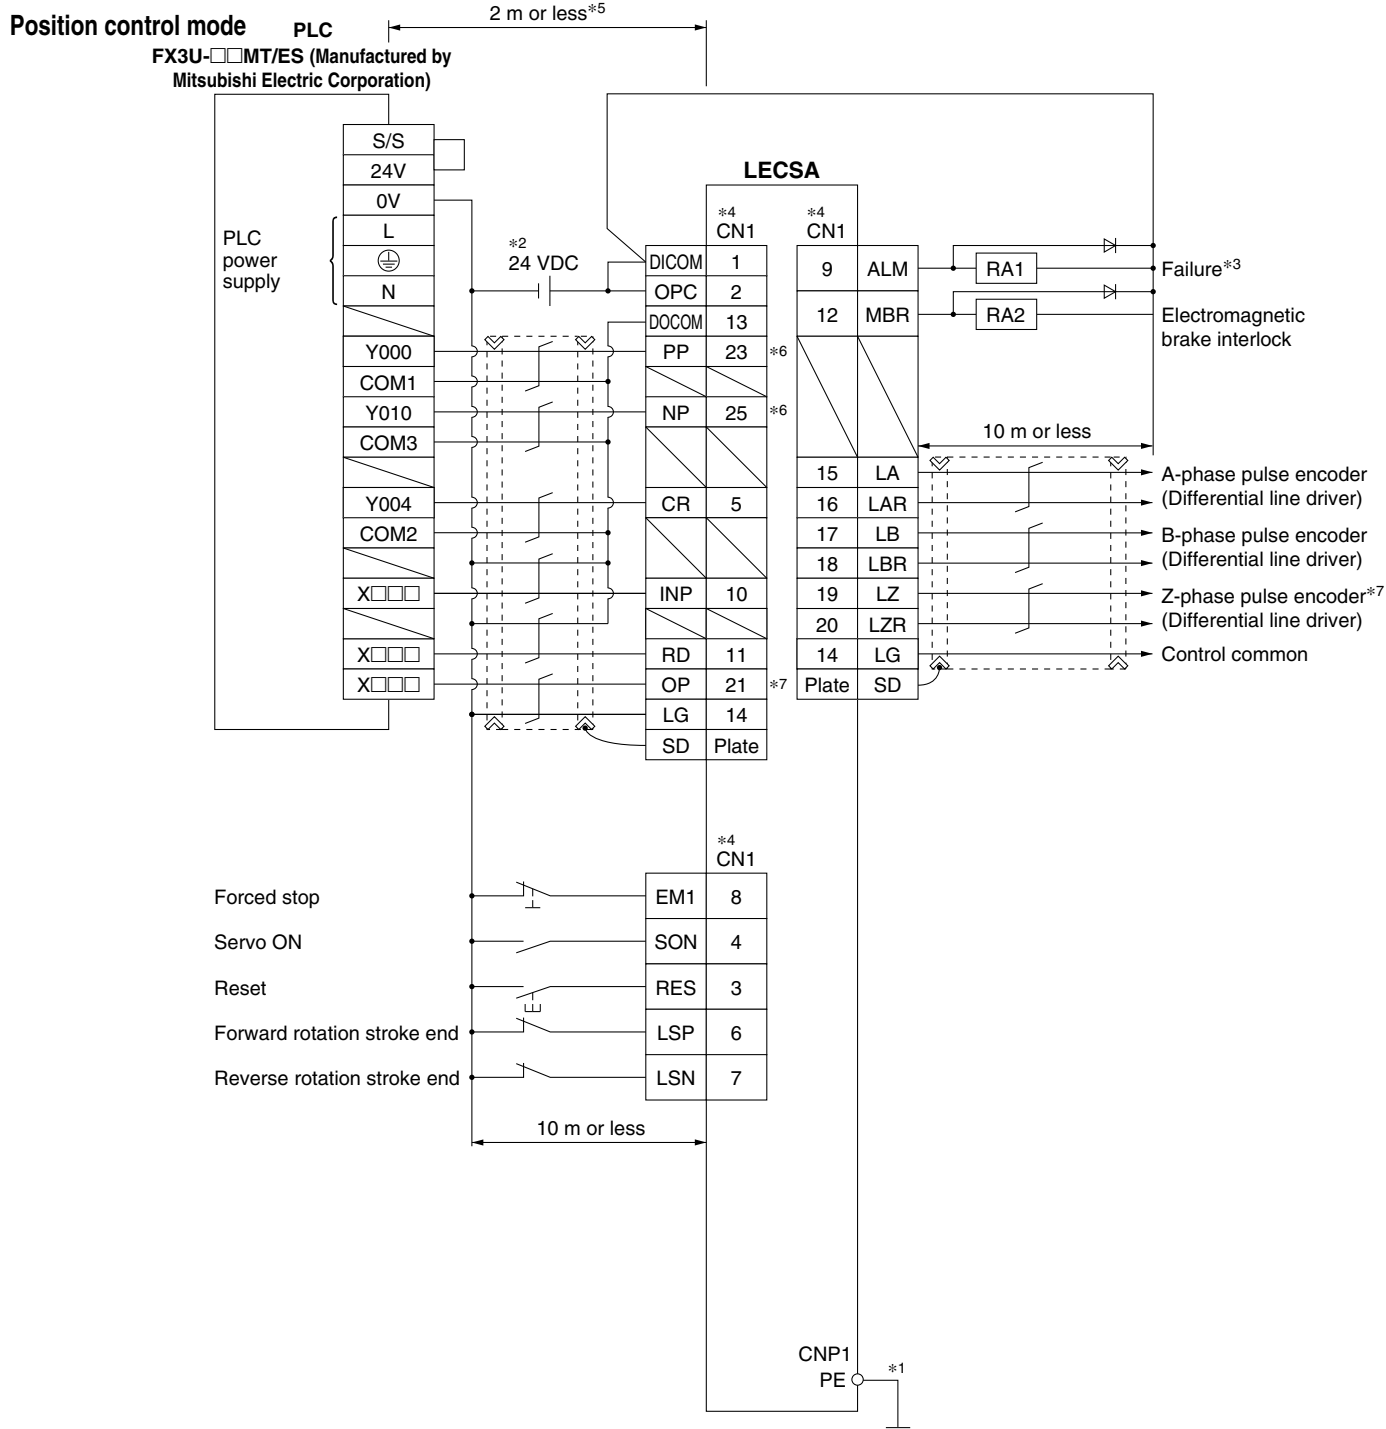 Position control mode
PLC
FX3U-□□MT/ES (Manufactured by
Mitsubishi Electric Corporation)
2 m or less*5
S/S
24V
0V
L
N
Y000
COM1
Y010
COM3
Y004
COM2
X□□□
X□□□
X□□□
PLC
power
supply
*2
24 VDC
LECSA
*4
CN1
DICOM 1
OPC 2
DOCOM 13
PP 23 *6
NP 25 *6
CR 5
INP 10
RD 11
OP 21 *7
LG 14
SD Plate
*4
CN1
9 ALM
12 MBR
15 LA
16 LAR
17 LB
18 LBR
19 LZ
20 LZR
14 LG
Plate SD
RA1
Failure*3
RA2
Electromagnetic
brake interlock
10 m or less
A-phase pulse encoder
(Differential line driver)
B-phase pulse encoder
(Differential line driver)
Z-phase pulse encoder*7
(Differential line driver)
Control common
*4
CN1
Forced stop
EM1 8
Servo ON
SON 4
Reset
RES 3
Forward rotation stroke end
LSP 6
Reverse rotation stroke end
LSN 7
10 m or less
CNP1
PE
*1